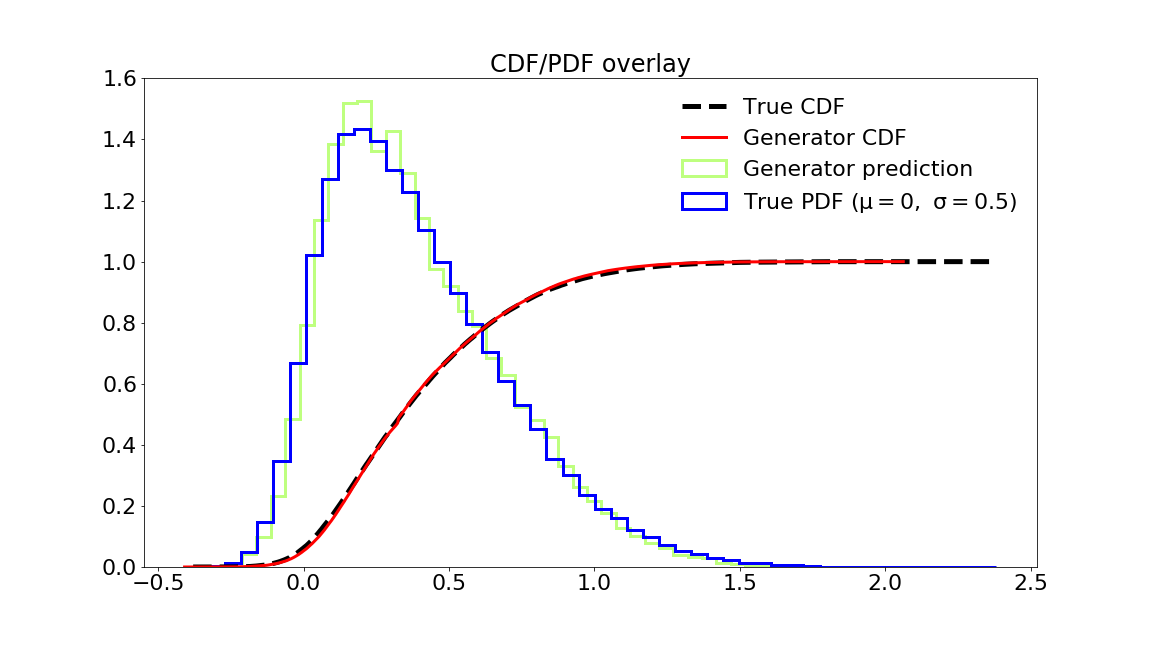 CDF/PDF overlay
1.6
1.4
1.2
1.0
0.8
0.6
0.4
0.2
0.0
True CDF
Generator CDF
Generator prediction
True PDF (μ = 0, σ = 0.5)
−0.5 0.0 0.5 1.0 1.5 2.0 2.5